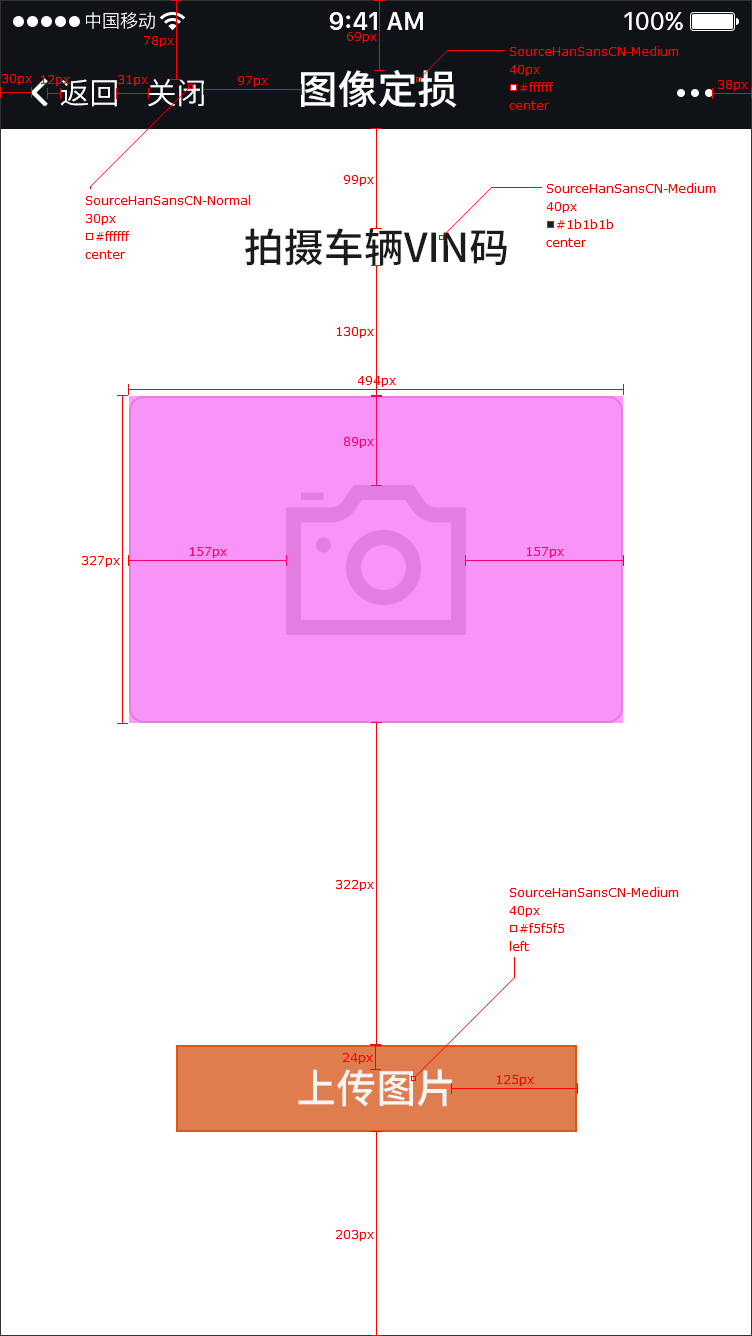 中国移动
9:41 AM
100%
78px
69px
SourceHanSansCN-Medium
40px
#ffffff
center
30px
12px
31px
97px
38px
返回
关闭
图像定损
99px
SourceHanSansCN-Normal
30px
#ffffff
center
SourceHanSansCN-Medium
40px
#1b1b1b
center
拍摄车辆VIN码
130px
494px
89px
157px
157px
327px
322px
SourceHanSansCN-Medium
40px
#f5f5f5
left
24px
125px
上传图片
203px